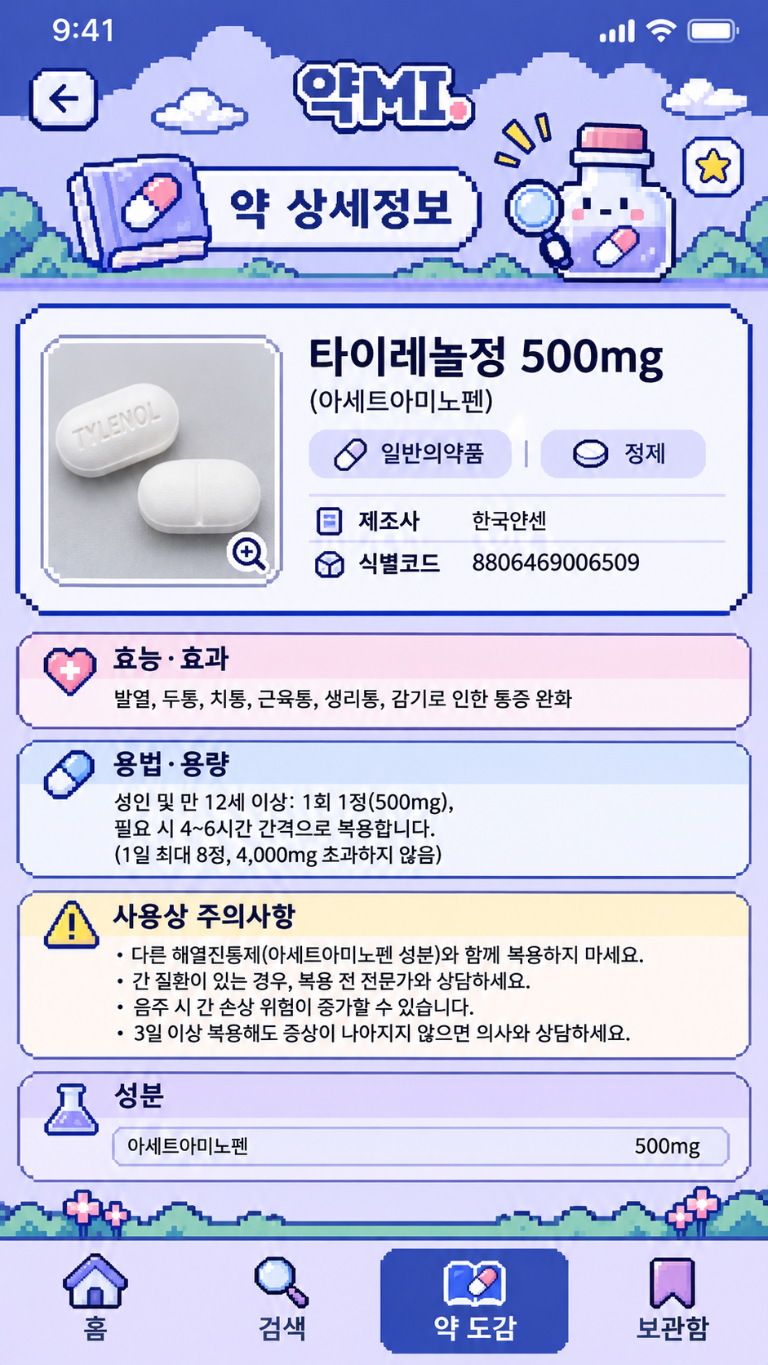 9:41
약MI.
약 상세정보
TYLENOL
타이레놀정 500mg
(아세트아미노펜)
일반의약품 | 정제
제조사 한국얀센
식별코드 8806469006509
효능·효과
발열, 두통, 치통, 근육통, 생리통, 감기로 인한 통증 완화
용법·용량
성인 및 만 12세 이상: 1회 1정(500mg),
필요 시 4~6시간 간격으로 복용합니다.
(1일 최대 8정, 4,000mg 초과하지 않음)
사용상 주의사항
• 다른 해열진통제(아세트아미노펜 성분)와 함께 복용하지 마세요.
• 간 질환이 있는 경우, 복용 전 전문가와 상담하세요.
• 음주 시 간 손상 위험이 증가할 수 있습니다.
• 3일 이상 복용해도 증상이 나아지지 않으면 의사와 상담하세요.
성분
아세트아미노펜 500mg
홈 검색 약 도감 보관함